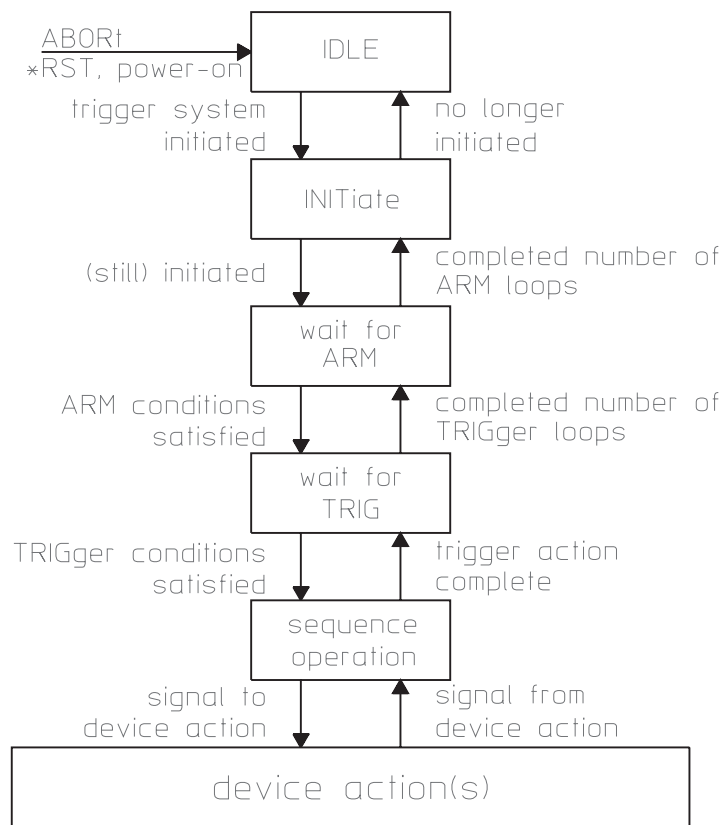 ABORt
*RST, power-on
IDLE
trigger system
initiated
no longer
initiated
INITiate
(still) initiated
completed number of
ARM loops
wait for
ARM
ARM conditions
satisfied
completed number of
TRIGger loops
wait for
TRIG
TRIGger conditions
satisfied
trigger action
complete
sequence
operation
signal to
device action
signal from
device action
device action(s)